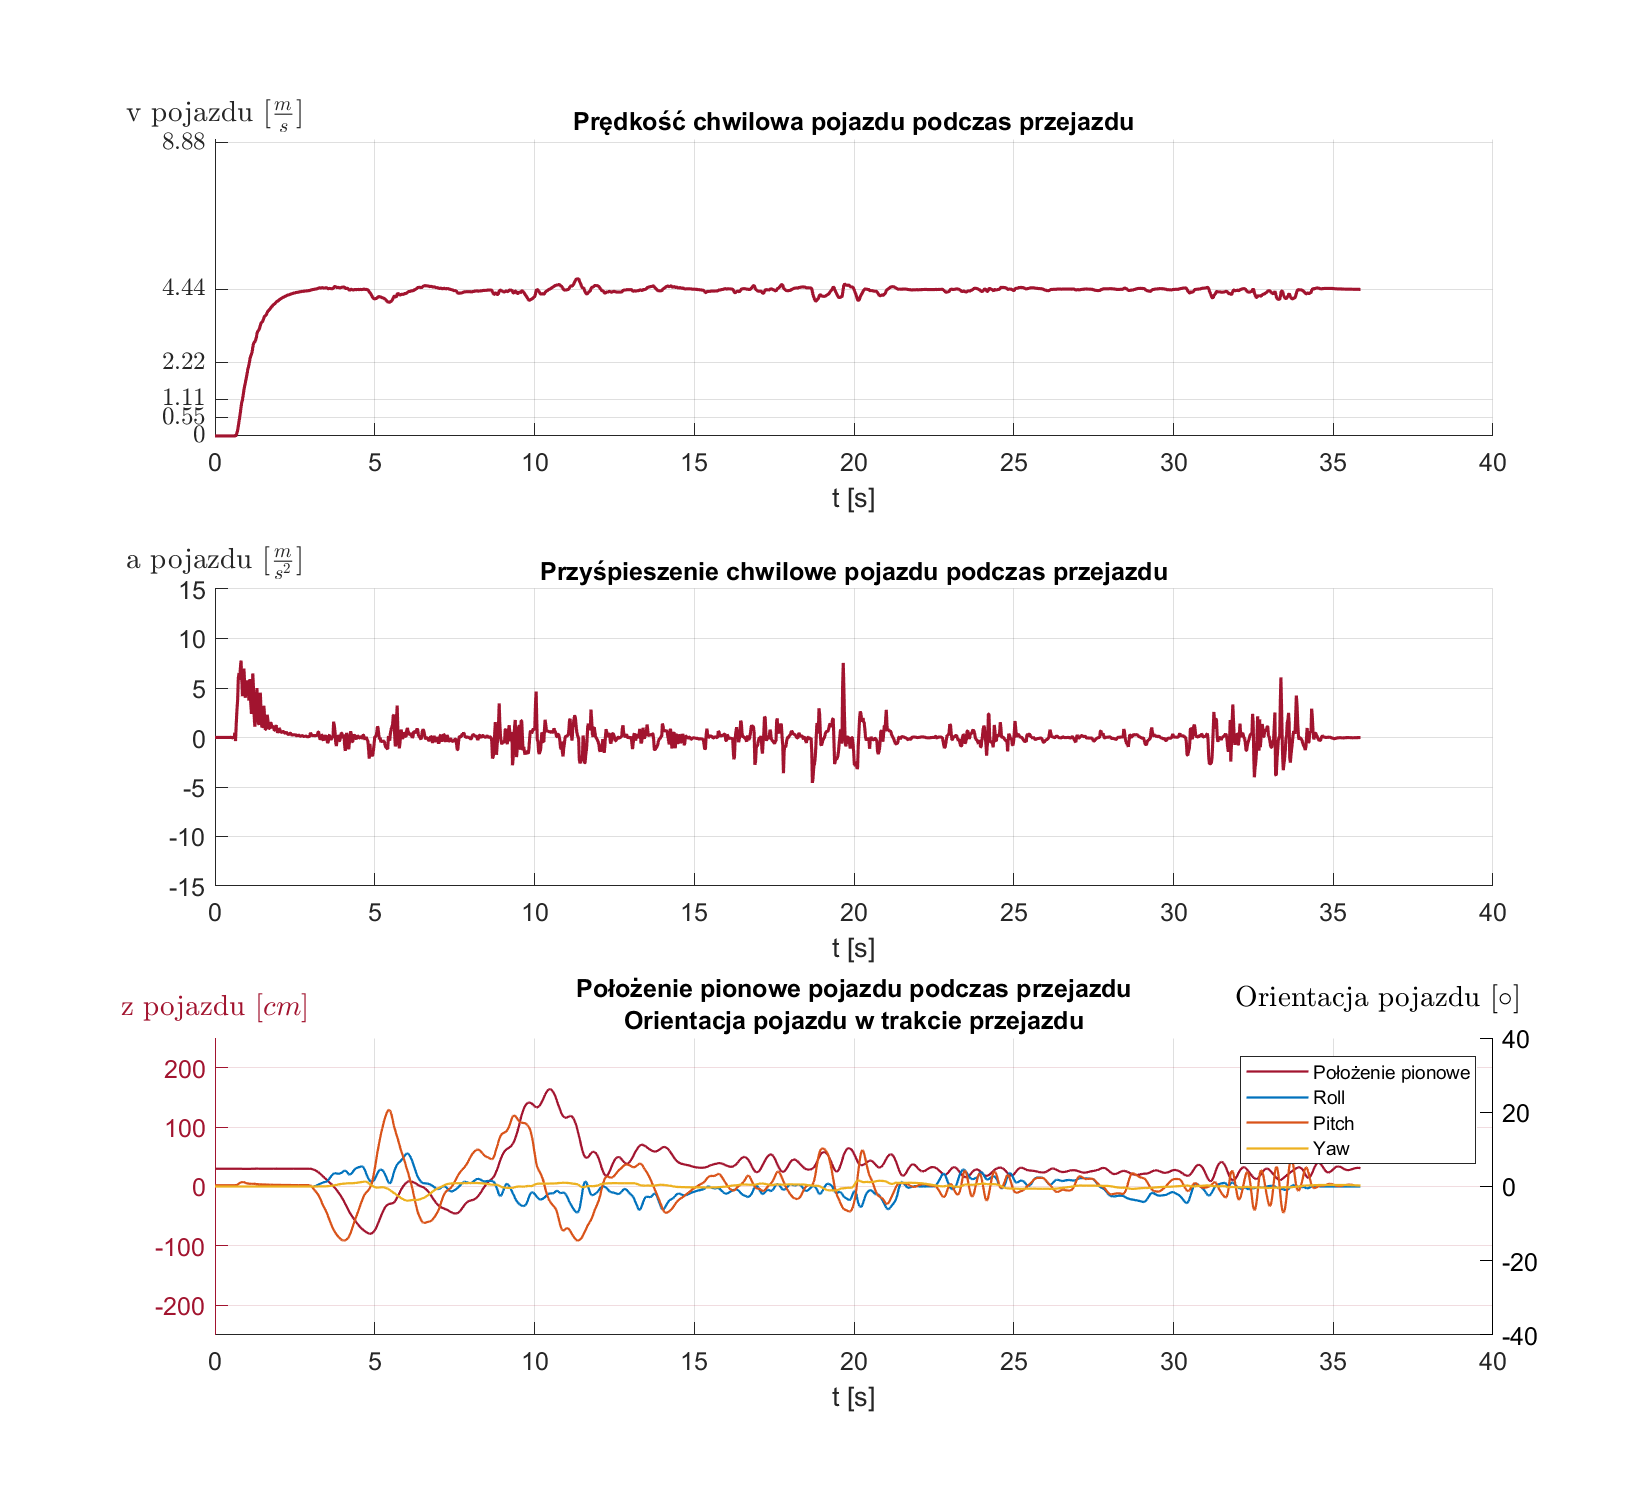 v pojazdu [m/s]
Prędkość chwilowa pojazdu podczas przejazdu
8.88
4.44
2.22
1.11
0.55
0
0 5 10 15 20 25 30 35 40
t [s]
a pojazdu [m/s²]
Przyśpieszenie chwilowe pojazdu podczas przejazdu
15
10
5
0
-5
-10
-15
0 5 10 15 20 25 30 35 40
t [s]
z pojazdu [cm]
Położenie pionowe pojazdu podczas przejazdu
Orientacja pojazdu w trakcie przejazdu
Orientacja pojazdu [∘]
200
100
0
-100
-200
40
20
0
-20
-40
Położenie pionowe
Roll
Pitch
Yaw
0 5 10 15 20 25 30 35 40
t [s]